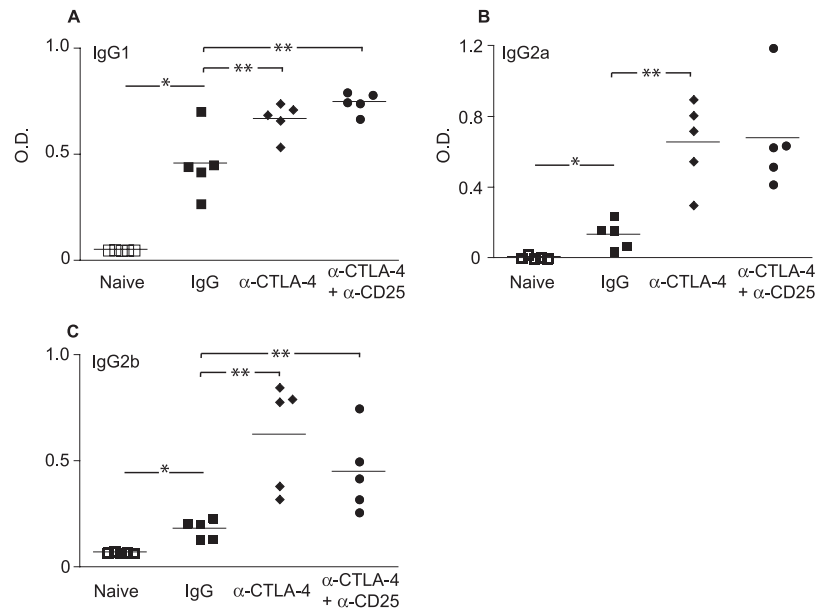 A
IgG1
1.0
0.5
0
O.D.
*
**
**
Naive
IgG
α-CTLA-4
α-CTLA-4
+ α-CD25
B
IgG2a
1.2
0.8
0.4
0
O.D.
*
**
Naive
IgG
α-CTLA-4
α-CTLA-4
+ α-CD25
C
IgG2b
1.0
0.5
0
*
**
**
Naive
IgG
α-CTLA-4
α-CTLA-4
+ α-CD25